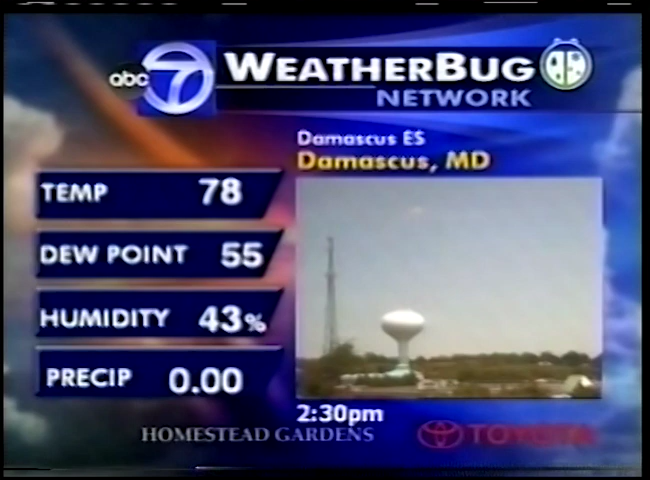 abc 7 WEATHERBUG
NETWORK
Damascus ES
Damascus, MD
TEMP 78
DEW POINT 55
HUMIDITY 43%
PRECIP 0.00
2:30pm
HOMESTEAD GARDENS TOYOTA